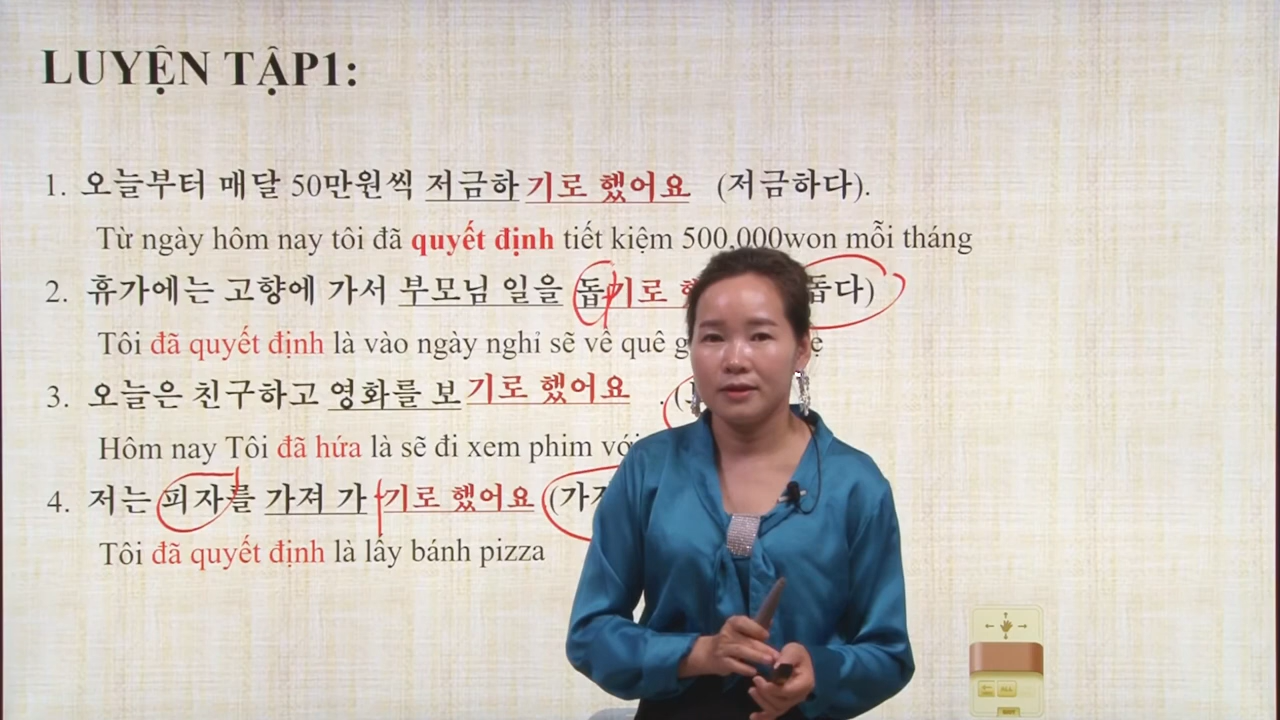 LUYỆN TẬP1:
1. 오늘부터 매달 50만원씩 저금하 기로 했어요 (저금하다).
Từ ngày hôm nay tôi đã quyết định tiết kiệm 500,000won mỗi tháng
2. 휴가에는 고향에 가서 부모님 일을 돕기로 돕다)
Tôi đã quyết định là vào ngày nghỉ sẽ về quê
3. 오늘은 친구하고 영화를 보기로 했어요 . (
Hôm nay Tôi đã hứa là sẽ đi xem phim với
4. 저는 피자를 가져 가 기로 했어요 (가져
Tôi đã quyết định là lấy bánh pizza